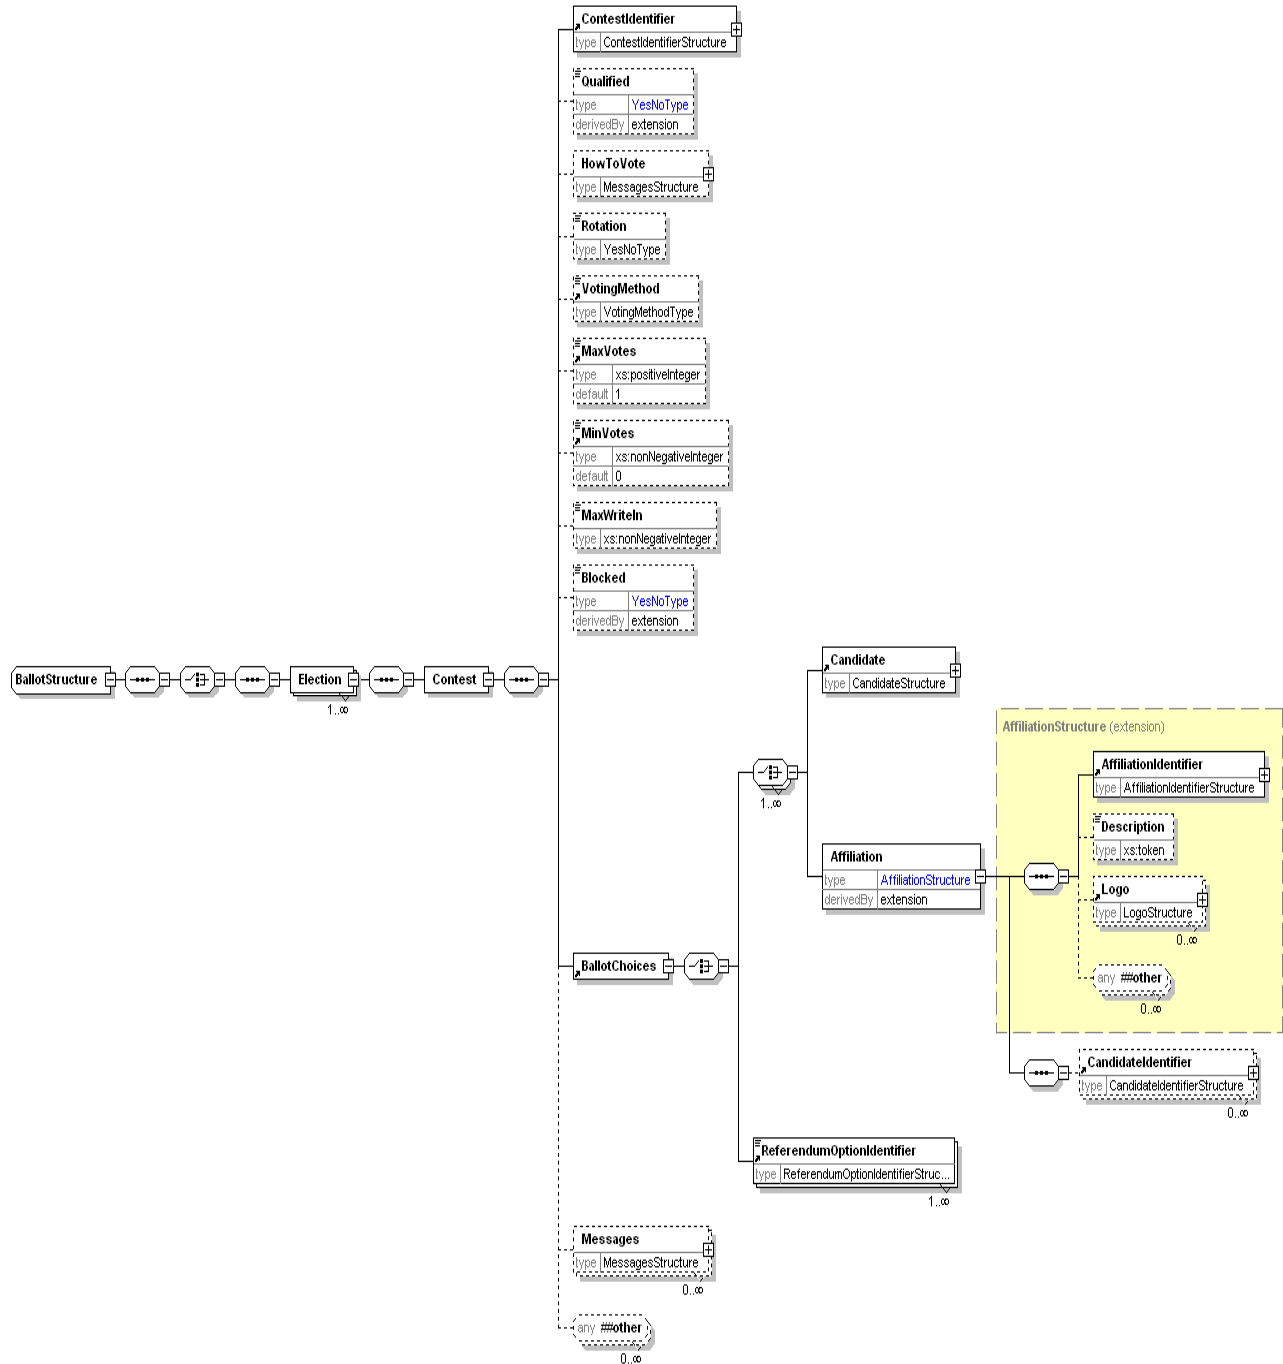 ContestIdentifier
type ContestIdentifierStructure
Qualified
type YesNoType
derivedBy extension
HowToVote
type MessagesStructure
Rotation
type YesNoType
VotingMethod
type VotingMethodType
MaxVotes
type xs:positiveInteger
default 1
MinVotes
type xs:nonNegativeInteger
default 0
MaxWriteIn
type xs:nonNegativeInteger
Blocked
type YesNoType
derivedBy extension
BallotStructure
Election
1..∞
Contest
Candidate
type CandidateStructure
1..∞
Affiliation
type AffiliationStructure
derivedBy extension
AffiliationStructure (extension)
AffiliationIdentifier
type AffiliationIdentifierStructure
Description
type xs:token
Logo
type LogoStructure
0..∞
any ##other
0..∞
BallotChoices
CandidateIdentifier
type CandidateIdentifierStructure
0..∞
ReferendumOptionIdentifier
type ReferendumOptionIdentifierStruc...
1..∞
Messages
type MessagesStructure
0..∞
any ##other
0..∞